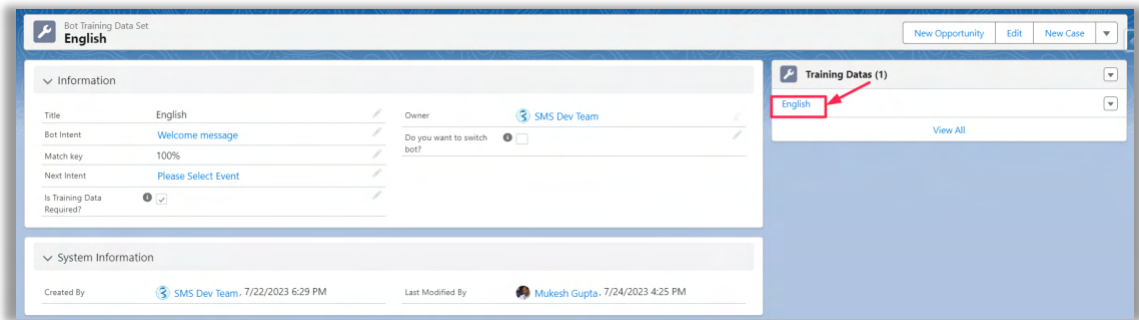 Bot Training Data Set
English
New Opportunity Edit New Case
Information
Title English
Owner SMS Dev Team
Bot Intent Welcome message
Do you want to switch bot?
Match key 100%
Next Intent Please Select Event
Is Training Data Required?
System Information
Created By SMS Dev Team, 7/22/2023 6:29 PM
Last Modified By Mukesh Gupta, 7/24/2023 4:25 PM
Training Datas (1)
English
View All